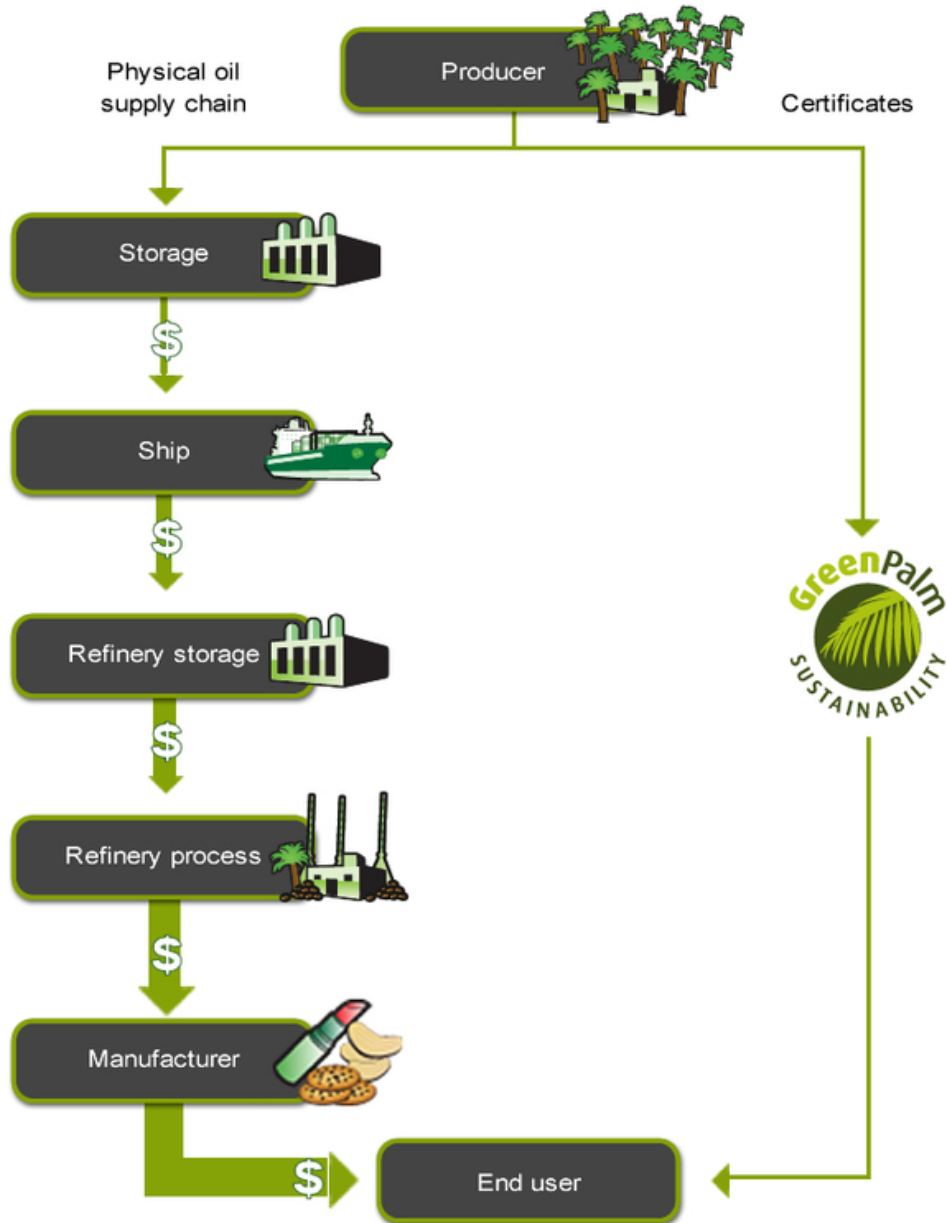 Producer
Physical oil
supply chain
Certificates
Storage
$
Ship
$
Refinery storage
GreenPalm
SUSTAINABILITY
$
Refinery process
$
Manufacturer
$
End user